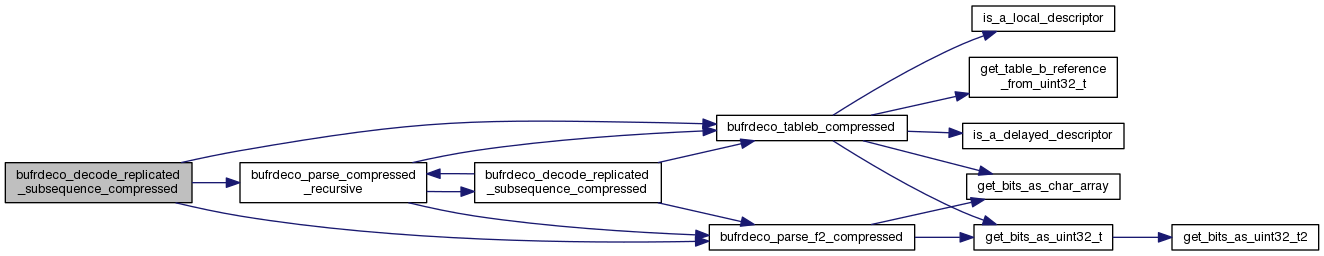 bufrdeco_decode_replicated
_subsequence_compressed
bufrdeco_parse_compressed
_recursive
bufrdeco_decode_replicated
_subsequence_compressed
bufrdeco_tableb_compressed
bufrdeco_parse_f2_compressed
is_a_local_descriptor
get_table_b_reference
_from_uint32_t
is_a_delayed_descriptor
get_bits_as_char_array
get_bits_as_uint32_t
get_bits_as_uint32_t2